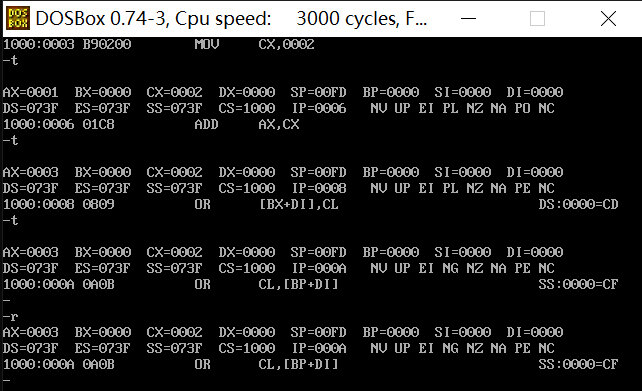 DOS
BOX
DOSBox 0.74-3, Cpu speed: 3000 cycles, F...
1000:0003 B90200 MOV CX,0002
-t
AX=0001 BX=0000 CX=0002 DX=0000 SP=00FD BP=0000 SI=0000 DI=0000
DS=073F ES=073F SS=073F CS=1000 IP=0006 NV UP EI PL NZ NA PO NC
1000:0006 01C8 ADD AX,CX
-t
AX=0003 BX=0000 CX=0002 DX=0000 SP=00FD BP=0000 SI=0000 DI=0000
DS=073F ES=073F SS=073F CS=1000 IP=0008 NV UP EI PL NZ NA PE NC
1000:0008 0809 OR [BX+DI],CL DS:0000=CD
-t
AX=0003 BX=0000 CX=0002 DX=0000 SP=00FD BP=0000 SI=0000 DI=0000
DS=073F ES=073F SS=073F CS=1000 IP=000A NV UP EI NG NZ NA PE NC
1000:000A 0A0B OR CL,[BP+DI] SS:0000=CF
-
-r
AX=0003 BX=0000 CX=0002 DX=0000 SP=00FD BP=0000 SI=0000 DI=0000
DS=073F ES=073F SS=073F CS=1000 IP=000A NV UP EI NG NZ NA PE NC
1000:000A 0A0B OR CL,[BP+DI] SS:0000=CF
-